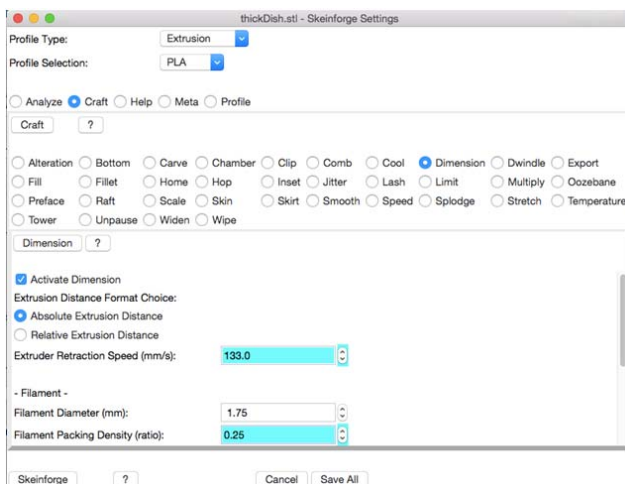 thickDish.stl - Skeinforge Settings
Profile Type: Extrusion
Profile Selection: PLA
Analyze Craft Help Meta Profile
Craft ?
Alteration Bottom Carve Chamber Clip Comb Cool Dimension Dwindle Export
Fill Fillet Home Hop Inset Jitter Lash Limit Multiply Oozebane
Preface Raft Scale Skin Skirt Smooth Speed Splodge Stretch Temperature
Tower Unpause Widen Wipe
Dimension ?
Activate Dimension
Extrusion Distance Format Choice:
Absolute Extrusion Distance
Relative Extrusion Distance
Extruder Retraction Speed (mm/s): 133.0
- Filament -
Filament Diameter (mm): 1.75
Filament Packing Density (ratio): 0.25
Skeinforge ? Cancel Save All